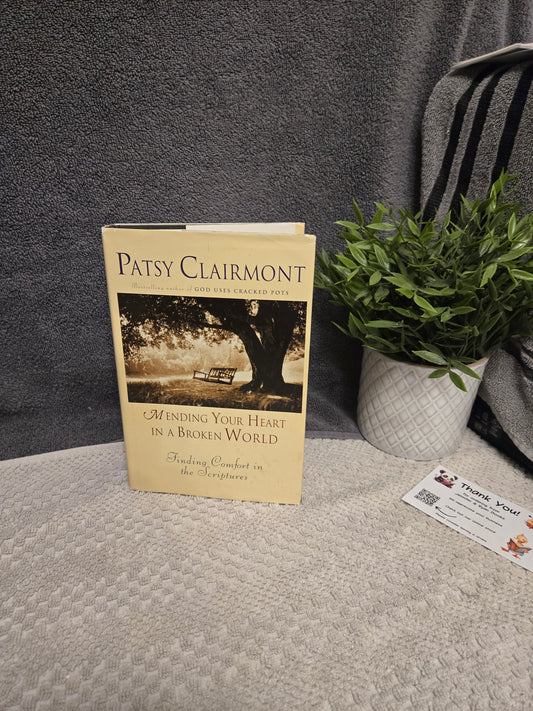 PATSY CLAIRMONT
Bestselling author of GOD USES CRACKED POTS
MENDING YOUR HEART
IN A BROKEN WORLD
Finding Comfort in
the Scriptures
Thank You!